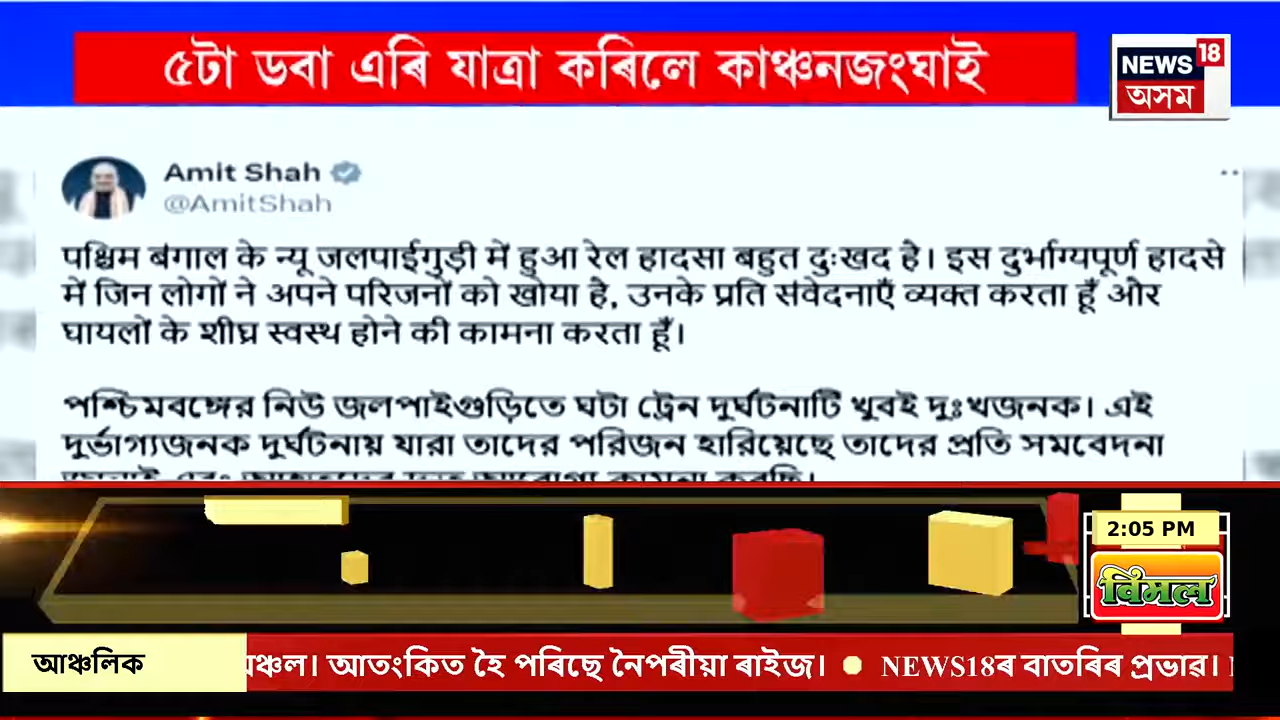 ৫টা ডবা এৰি যাত্ৰা কৰিলে কাঞ্চনজংঘাই
NEWS 18
অসম
Amit Shah
@AmitShah
पश्चिम बंगाल के न्यू जलपाईगुड़ी में हुआ रेल हादसा बहुत दुःखद है। इस दुर्भाग्यपूर्ण हादसे
में जिन लोगों ने अपने परिजनों को खोया है, उनके प्रति संवेदनाएँ व्यक्त करता हूँ और
घायलों के शीघ्र स्वस्थ होने की कामना करता हूँ।
পশ্চিমবঙ্গের নিউ জলপাইগুড়িতে ঘটা ট্রেন দুর্ঘটনাটি খুবই দুঃখজনক। এই
দুর্ভাগ্যজনক দুর্ঘটনায় যারা তাদের পরিজন হারিয়েছে তাদের প্রতি সমবেদনা
2:05 PM
বিমল
আঞ্চলিক
আতংকিত হৈ পৰিছে নৈপৰীয়া ৰাইজ। NEWS18ৰ বাতৰিৰ প্ৰভাৱ।